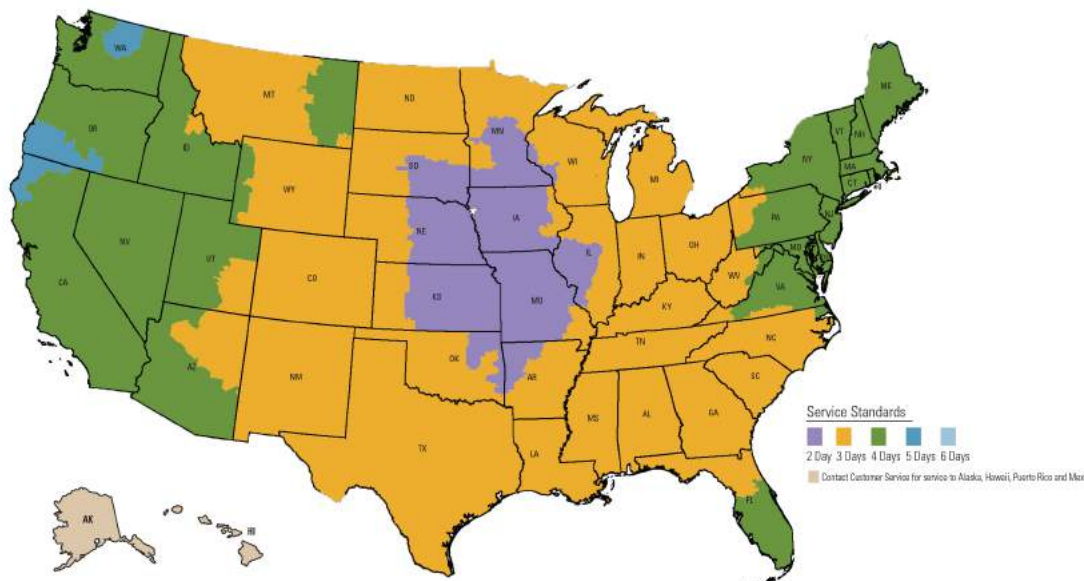 WA
MT
ND
MN
ME
OR
ID
SD
WI
MI
VT
NH
NY
MA
CT
RI
WY
IA
PA
NJ
NE
NV
UT
CO
IL
IN
OH
MD
CA
KS
MO
WV
VA
KY
AZ
NM
OK
AR
TN
NC
SC
TX
LA
MS
AL
GA
FL
AK
HI
Service Standards
2 Day 3 Days 4 Days 5 Days 6 Days
Contact Customer Service for service to Alaska, Hawaii, Puerto Rico and Mex